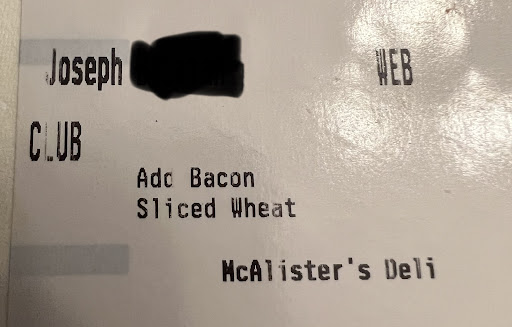 Joseph WEB
CLUB
Add Bacon
Sliced Wheat
McAlister's Deli